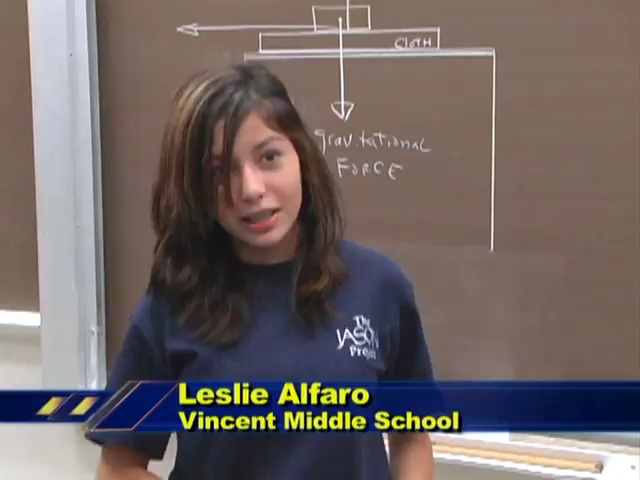 CLOTH
gravitational
FORCE
The
JASON
Project
Leslie Alfaro
Vincent Middle School